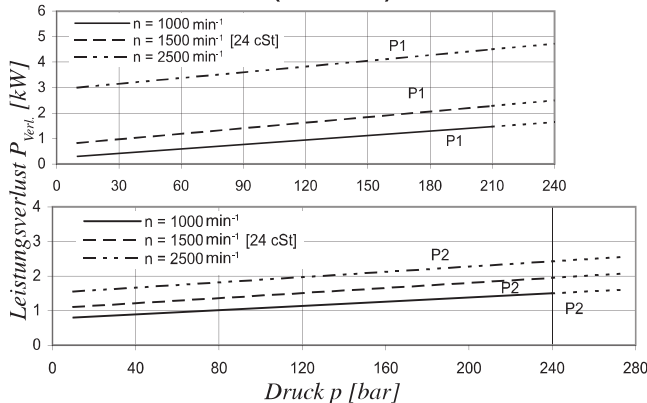 6
5
4
3
2
1
0
n = 1000 min-1
n = 1500 min-1 [24 cSt]
n = 2500 min-1
P1
P1
P1
0 30 60 90 120 150 180 210 240
Leistungsverlust P Verl. [kW]
4
3
2
1
0
n = 1000 min-1
n = 1500 min-1 [24 cSt]
n = 2500 min-1
P2
P2
P2
0 40 80 120 160 200 240 280
Druck p [bar]